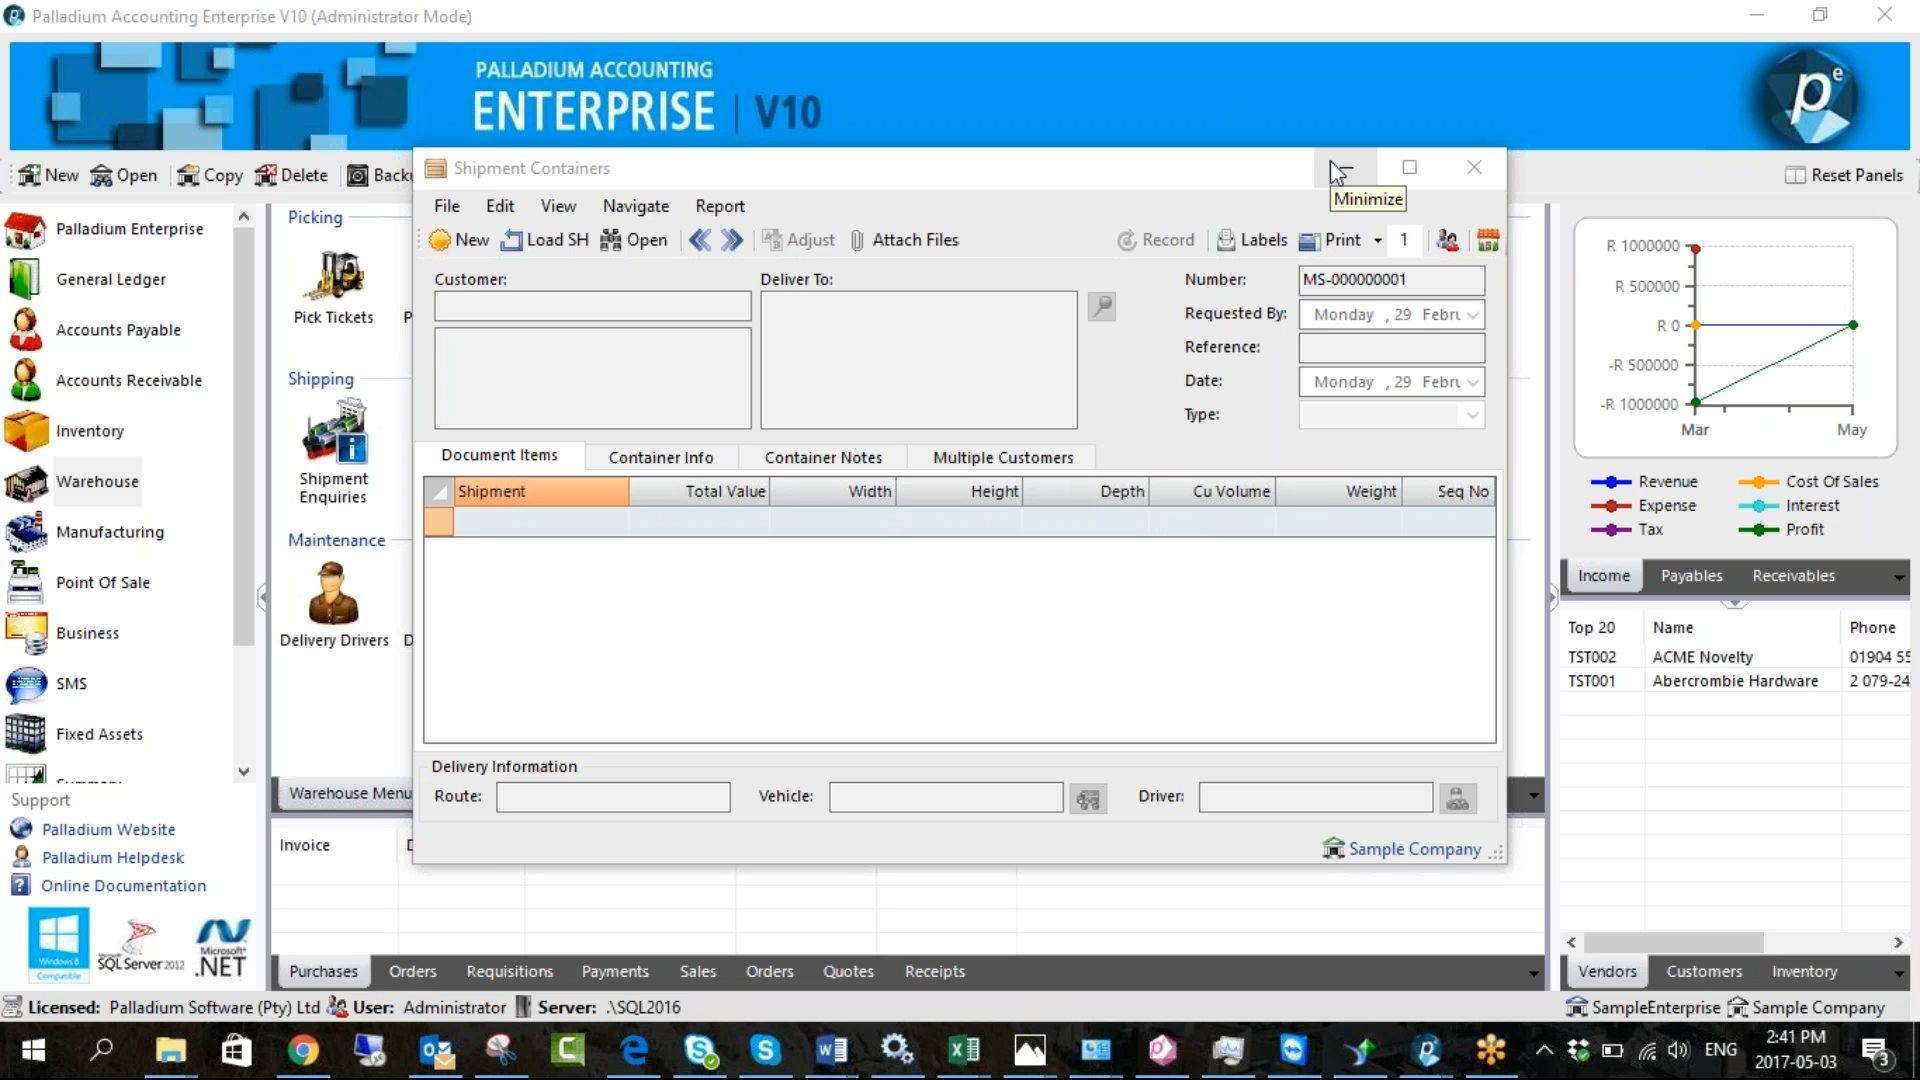 Palladium Accounting Enterprise V10 (Administrator Mode)
PALLADIUM ACCOUNTING
ENTERPRISE | V10
New Open Copy Delete Backu
Reset Panels
Shipment Containers
Minimize
File Edit View Navigate Report
New Load SH Open Adjust Attach Files Record Labels Print 1
Customer:
Deliver To:
Number: MS-000000001
Requested By: Monday , 29 Febru
Reference:
Date: Monday , 29 Febru
Type:
Document Items Container Info Container Notes Multiple Customers
Shipment Total Value Width Height Depth Cu Volume Weight Seq No
Delivery Information
Route: Vehicle: Driver:
Sample Company
Palladium Enterprise
General Ledger
Accounts Payable
Accounts Receivable
Inventory
Warehouse
Manufacturing
Point Of Sale
Business
SMS
Fixed Assets
Support
Palladium Website
Palladium Helpdesk
Online Documentation
Windows 8
Compatible
SQL Server 2012
Microsoft
.NET
Picking
Pick Tickets P
Shipping
Shipment
Enquiries
Maintenance
Delivery Drivers D
Warehouse Menu
Invoice
Purchases Orders Requisitions Payments Sales Orders Quotes Receipts
R 1000000
R 500000
R 0
-R 500000
-R 1000000
Mar May
Revenue Cost Of Sales
Expense Interest
Tax Profit
Income Payables Receivables
Top 20 Name Phone
TST002 ACME Novelty 01904 55
TST001 Abercrombie Hardware 2 079-24
Vendors Customers Inventory
Licensed: Palladium Software (Pty) Ltd User: Administrator Server: .\SQL2016
SampleEnterprise Sample Company
ENG
2:41 PM
2017-05-03
3